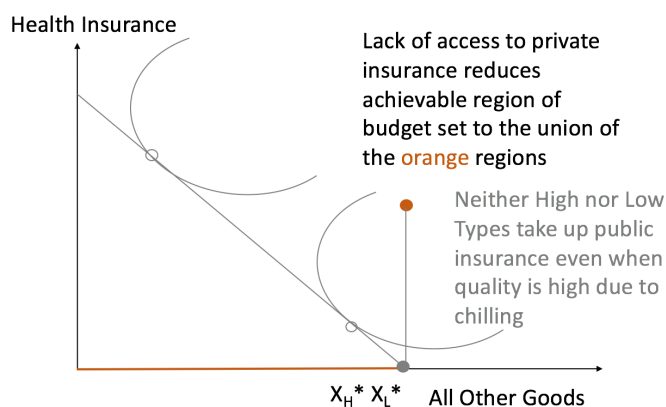 Health Insurance
Lack of access to private
insurance reduces
achievable region of
budget set to the union of
the orange regions
Neither High nor Low
Types take up public
insurance even when
quality is high due to
chilling
X_H* X_L*
All Other Goods